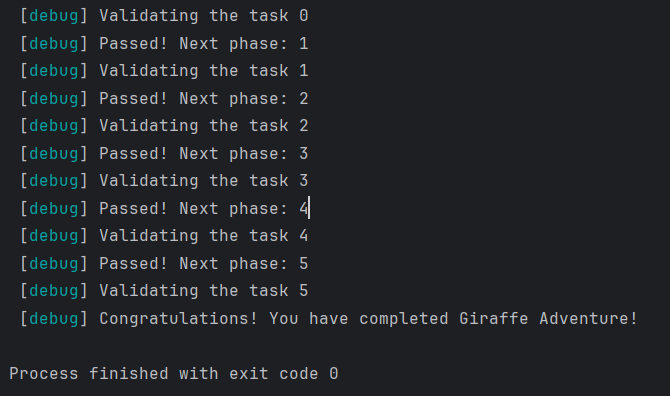 [debug] Validating the task 0
[debug] Passed! Next phase: 1
[debug] Validating the task 1
[debug] Passed! Next phase: 2
[debug] Validating the task 2
[debug] Passed! Next phase: 3
[debug] Validating the task 3
[debug] Passed! Next phase: 4
[debug] Validating the task 4
[debug] Passed! Next phase: 5
[debug] Validating the task 5
[debug] Congratulations! You have completed Giraffe Adventure!
Process finished with exit code 0